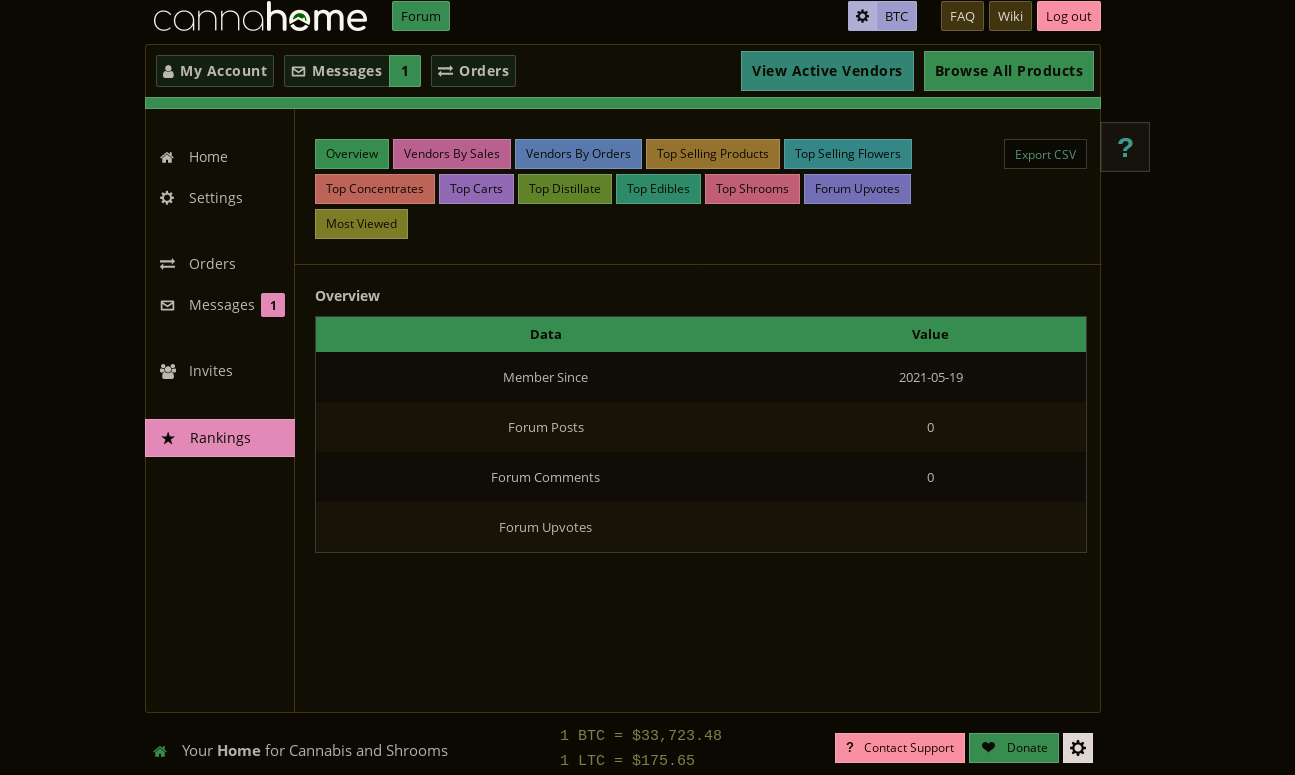 cannahome Forum BTC FAQ Wiki Log out
My Account Messages 1 Orders View Active Vendors Browse All Products
Home
Settings
Orders
Messages 1
Invites
Rankings
Overview Vendors By Sales Vendors By Orders Top Selling Products Top Selling Flowers Export CSV ?
Top Concentrates Top Carts Top Distillate Top Edibles Top Shrooms Forum Upvotes
Most Viewed
Overview
Data Value
Member Since 2021-05-19
Forum Posts 0
Forum Comments 0
Forum Upvotes
Your Home for Cannabis and Shrooms
1 BTC = $33,723.48
1 LTC = $175.65
? Contact Support Donate